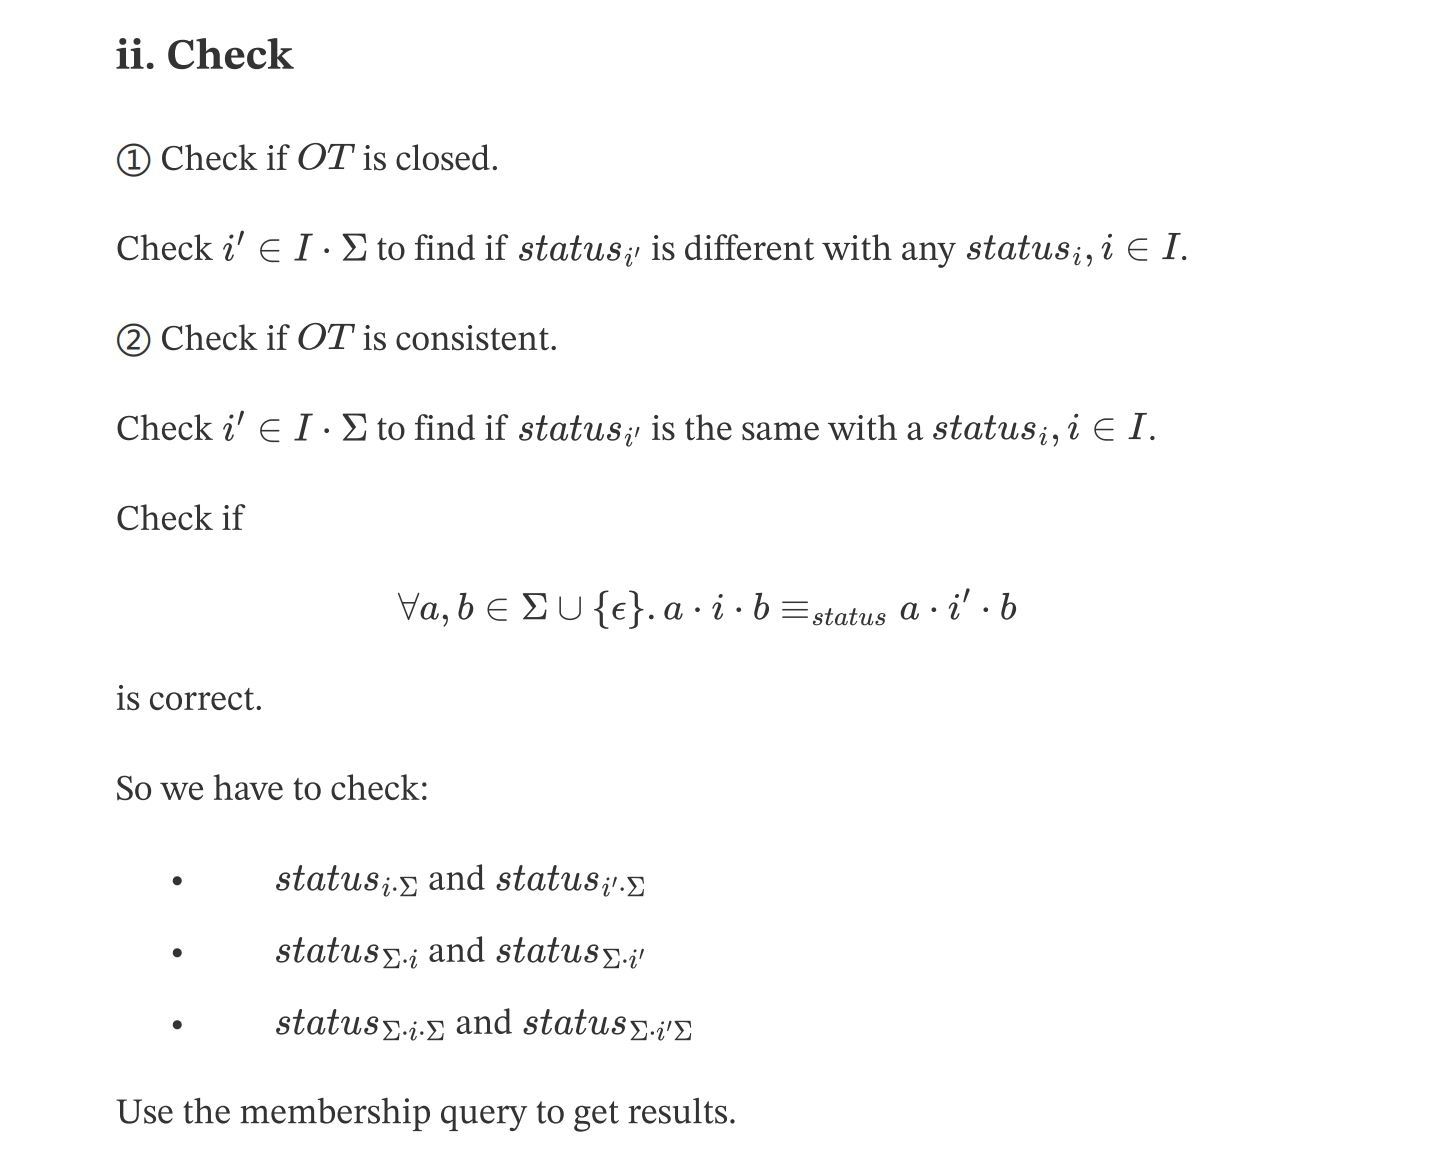 ii. Check
① Check if OT is closed.
Check i′ ∈ I · Σ to find if status_{i′} is different with any status_i, i ∈ I.
② Check if OT is consistent.
Check i′ ∈ I · Σ to find if status_{i′} is the same with a status_i, i ∈ I.
Check if
∀a, b ∈ Σ ∪ {ϵ}. a · i · b ≡_{status} a · i′ · b
is correct.
So we have to check:
• status_{i·Σ} and status_{i′·Σ}
• status_{Σ·i} and status_{Σ·i′}
• status_{Σ·i·Σ} and status_{Σ·i′Σ}
Use the membership query to get results.